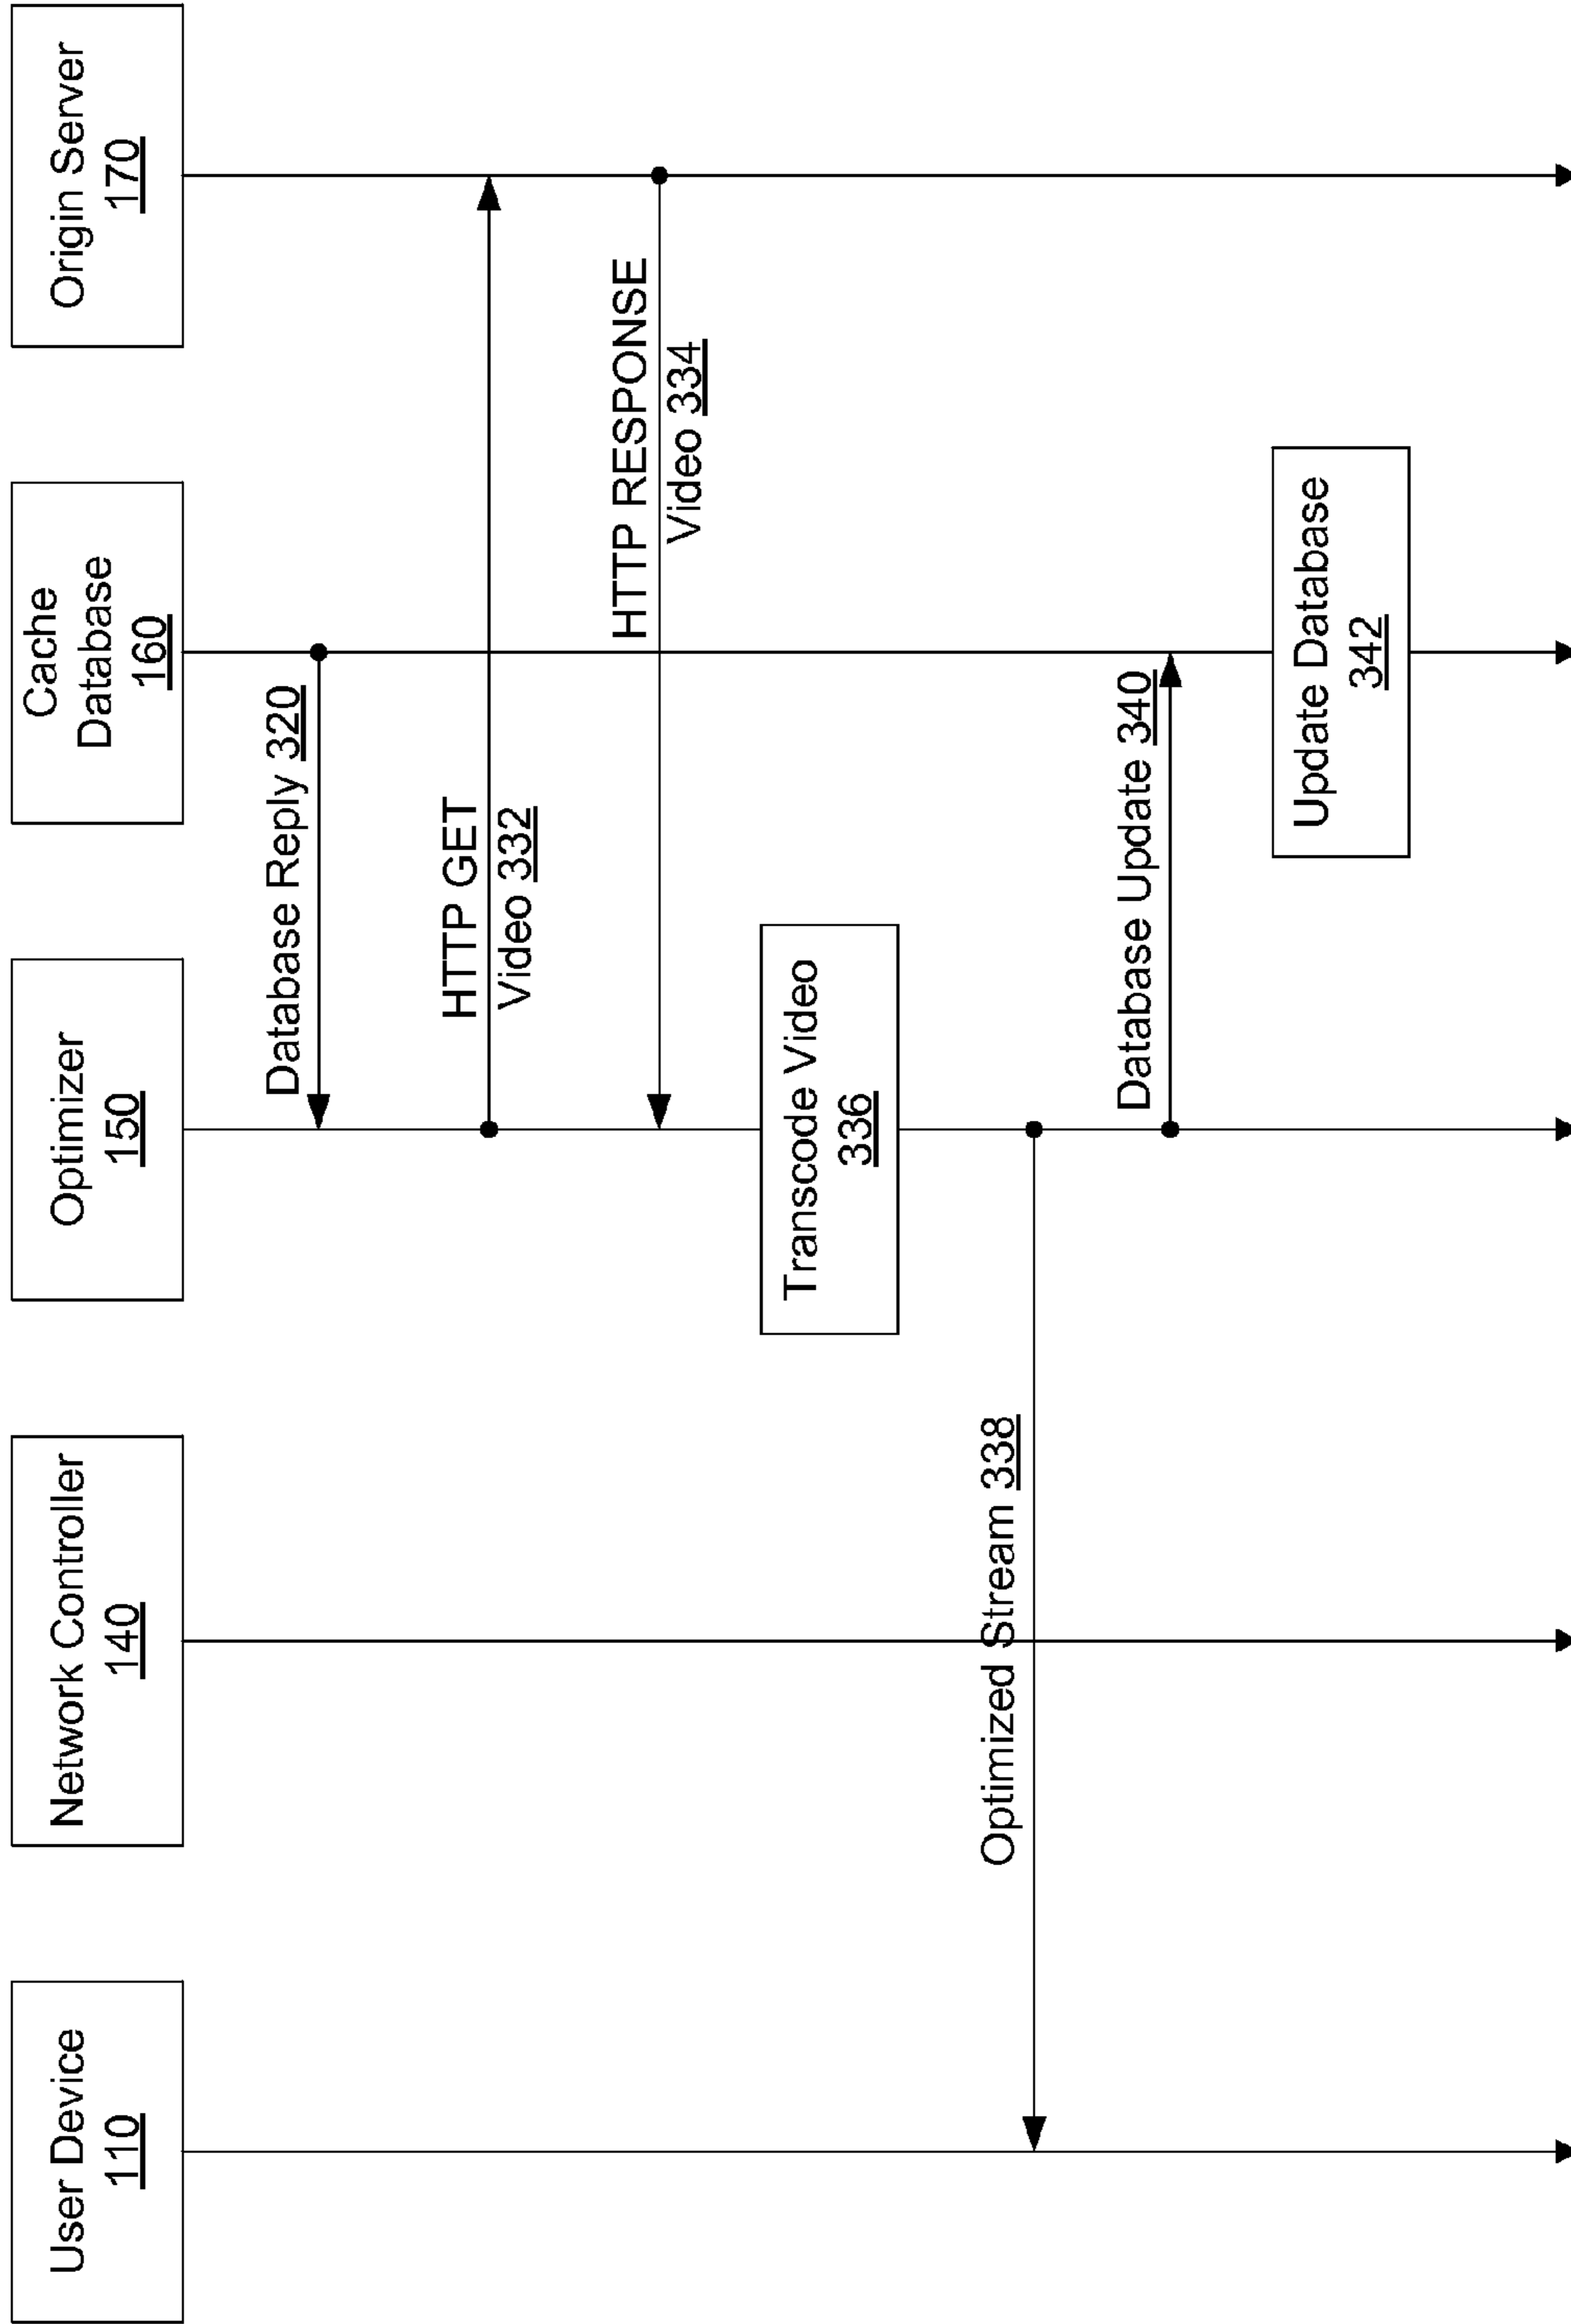 User Device
110
Network Controller
140
Optimizer
150
Cache
Database
160
Origin Server
170
Database Reply 320
HTTP GET
Video 332
HTTP RESPONSE
Video 334
Transcode Video
336
Optimized Stream 338
Database Update 340
Update Database
342